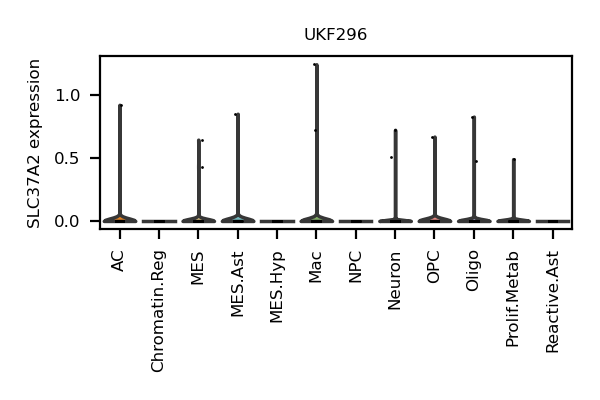 UKF296
SLC37A2 expression
1.0
0.5
0.0
AC
Chromatin.Reg
MES
MES.Ast
MES.Hyp
Mac
NPC
Neuron
OPC
Oligo
Prolif.Metab
Reactive.Ast